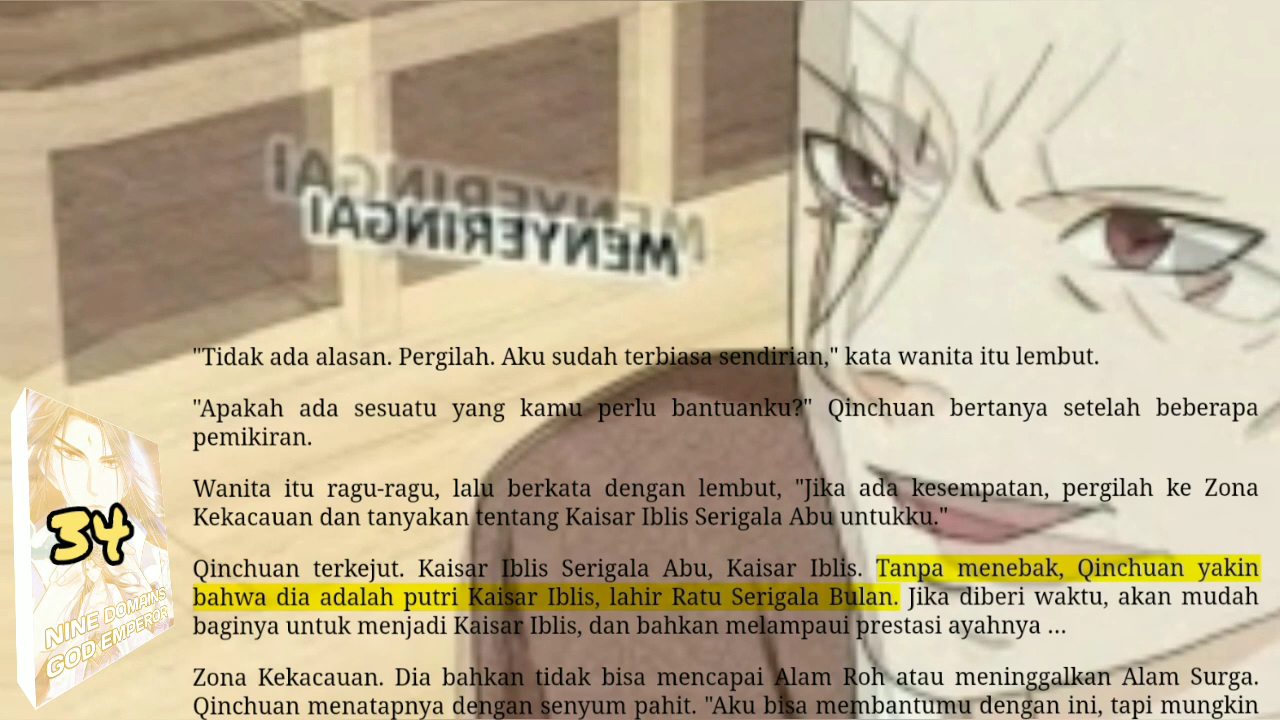 MENYERINGAI
MENYERINGAI
"Tidak ada alasan. Pergilah. Aku sudah terbiasa sendirian," kata wanita itu lembut.
"Apakah ada sesuatu yang kamu perlu bantuanku?" Qinchuan bertanya setelah beberapa
pemikiran.
Wanita itu ragu-ragu, lalu berkata dengan lembut, "Jika ada kesempatan, pergilah ke Zona
Kekacauan dan tanyakan tentang Kaisar Iblis Serigala Abu untukku."
Qinchuan terkejut. Kaisar Iblis Serigala Abu, Kaisar Iblis. Tanpa menebak, Qinchuan yakin
bahwa dia adalah putri Kaisar Iblis, lahir Ratu Serigala Bulan. Jika diberi waktu, akan mudah
baginya untuk menjadi Kaisar Iblis, dan bahkan melampaui prestasi ayahnya ...
Zona Kekacauan. Dia bahkan tidak bisa mencapai Alam Roh atau meninggalkan Alam Surga.
Qinchuan menatapnya dengan senyum pahit. "Aku bisa membantumu dengan ini, tapi mungkin
34
NINE DOMAINS
GOD EMPEROR